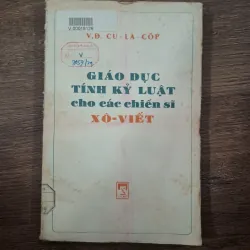 V.D. CU-LA-CỐP
V
GIÁO DỤC
TÍNH KỶ LUẬT
cho các chiến sĩ
XÔ-VIẾT